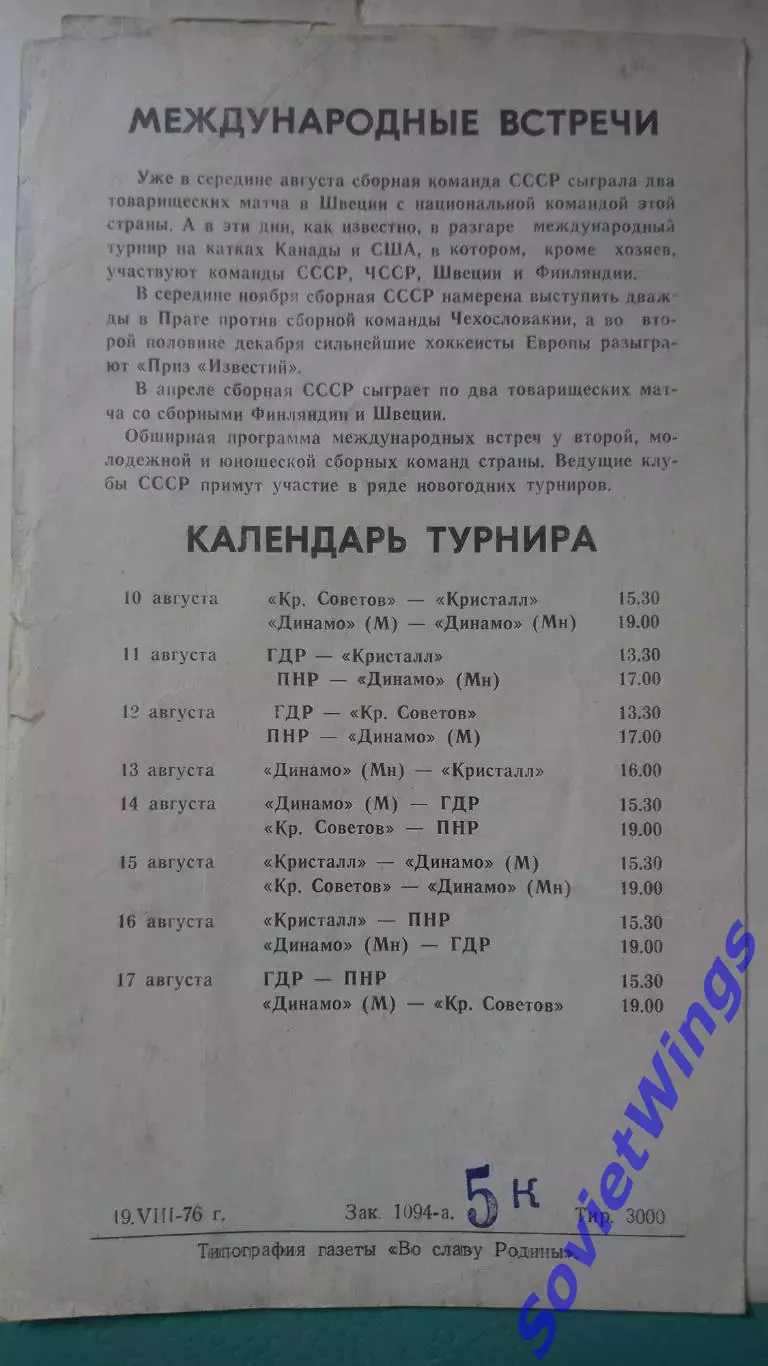 МЕЖДУНАРОДНЫЕ ВСТРЕЧИ
Уже в середине августа сборная команда СССР сыграла два
товарищеских матча в Швеции с национальной командой этой
страны. А в эти дни, как известно, в разгаре международный
турнир на катках Канады и США, в котором, кроме хозяев,
участвуют команды СССР, ЧССР, Швеции и Финляндии.
В середине ноября сборная СССР намерена выступить дваж-
ды в Праге против сборной команды Чехословакии, а во вто-
рой половине декабря сильнейшие хоккеисты Европы разыгра-
ют «Приз «Известий».
В апреле сборная СССР сыграет по два товарищеских мат-
ча со сборными Финляндии и Швеции.
Обширная программа международных встреч у второй, мо-
лодежной и юношеской сборных команд страны. Ведущие клу-
бы СССР примут участие в ряде новогодних турниров.
КАЛЕНДАРЬ ТУРНИРА
10 августа «Кр. Советов» — «Кристалл» 15.30
«Динамо» (М) — «Динамо» (Мн) 19.00
11 августа ГДР — «Кристалл» 13.30
ПНР — «Динамо» (Мн) 17.00
12 августа ГДР — «Кр. Советов» 13.30
ПНР — «Динамо» (М) 17.00
13 августа «Динамо» (Мн) — «Кристалл» 16.00
14 августа «Динамо» (М) — ГДР 15.30
«Кр. Советов» — ПНР 19.00
15 августа «Кристалл» — «Динамо» (М) 15.30
«Кр. Советов» — «Динамо» (Мн) 19.00
16 августа «Кристалл» — ПНР 15.30
«Динамо» (Мн) — ГДР 19.00
17 августа ГДР — ПНР 15.30
«Динамо» (М) — «Кр. Советов» 19.00
19.VIII-76 г. Зак. 1094-а. 5 к Тир. 3000
Типография газеты «Во славу Родины».
SovietWings